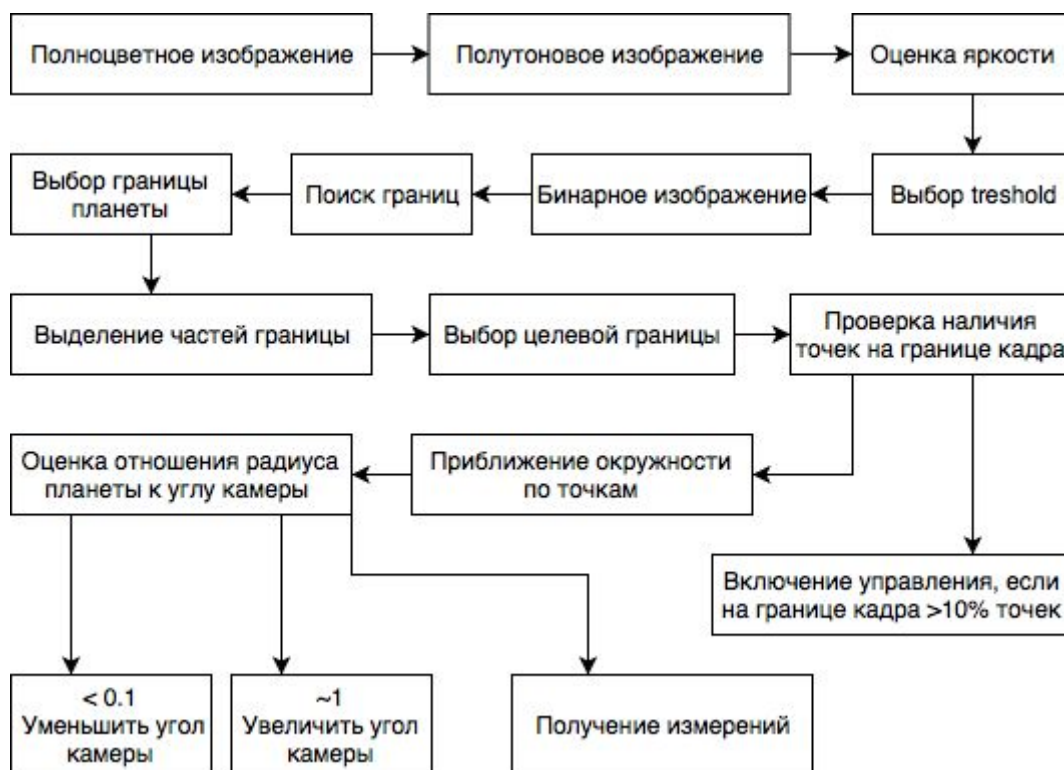 Полноцветное изображение
Полутоновое изображение
Оценка яркости
Выбор границы
планеты
Поиск границ
Бинарное изображение
Выбор treshold
Выделение частей границы
Выбор целевой границы
Проверка наличия
точек на границе кадра
Оценка отношения радиуса
планеты к углу камеры
Приближение окружности
по точкам
Включение управления, если
на границе кадра >10% точек
< 0.1
Уменьшить угол
камеры
~1
Увеличить угол
камеры
Получение измерений